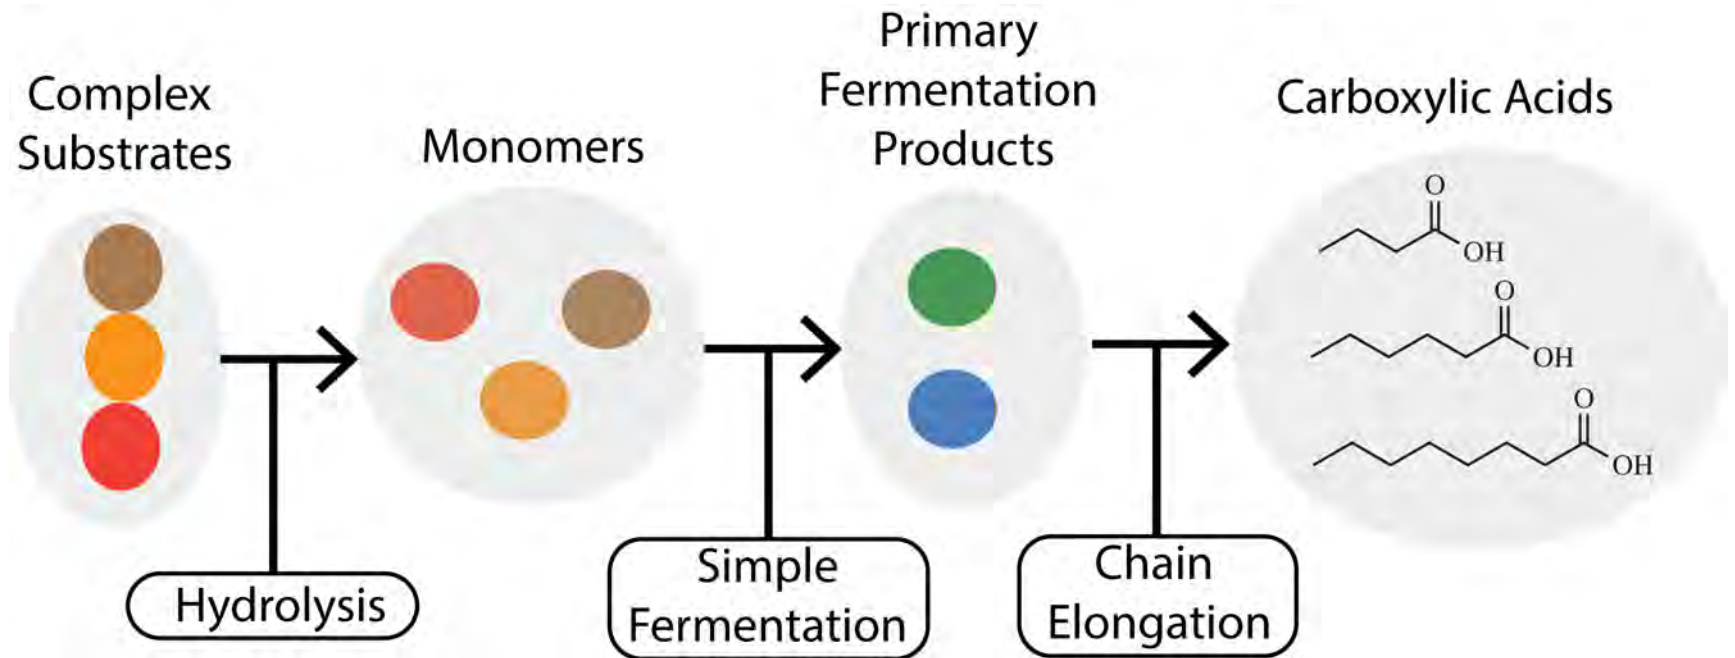 Complex
Substrates
Monomers
Primary
Fermentation
Products
Carboxylic Acids
O
OH
O
OH
O
OH
Hydrolysis
Simple
Fermentation
Chain
Elongation